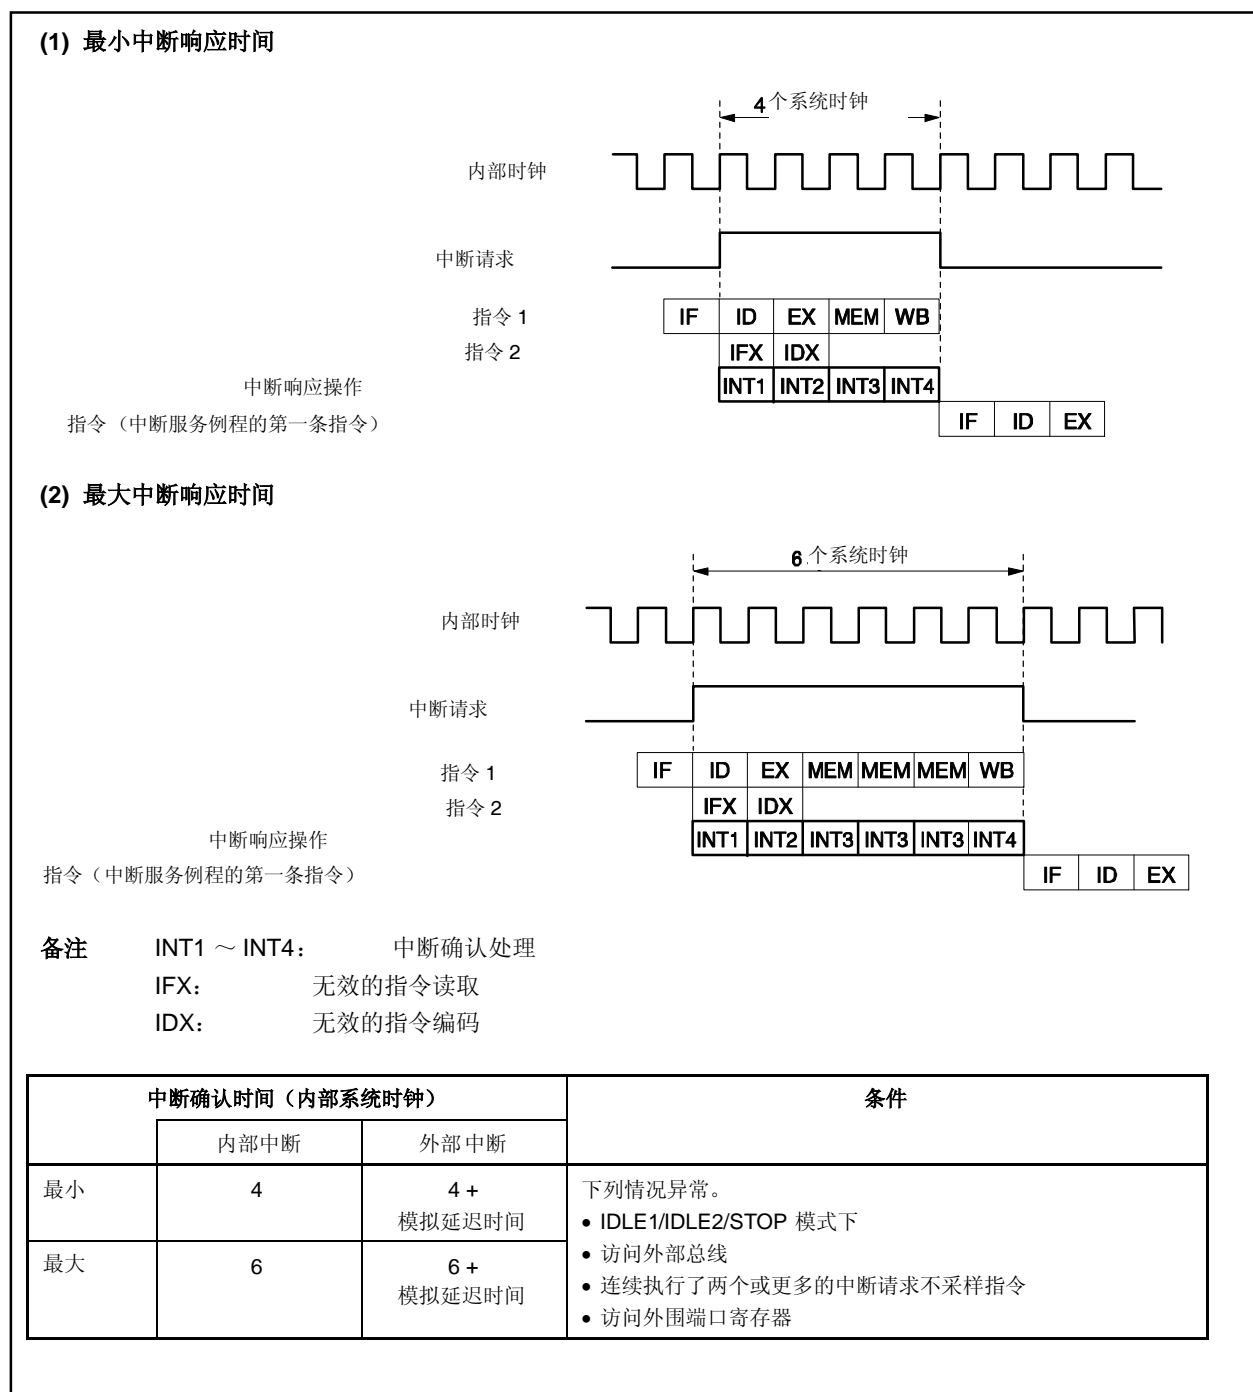 (1) 最小中断响应时间
4 个系统时钟
内部时钟
中断请求
指令 1 IF ID EX MEM WB
指令 2 IFX IDX
中断响应操作 INT1 INT2 INT3 INT4
指令（中断服务例程的第一条指令） IF ID EX
(2) 最大中断响应时间
6 个系统时钟
内部时钟
中断请求
指令 1 IF ID EX MEM MEM MEM WB
指令 2 IFX IDX
中断响应操作 INT1 INT2 INT3 INT3 INT3 INT4
指令（中断服务例程的第一条指令） IF ID EX
备注 INT1 ～ INT4： 中断确认处理
IFX： 无效的指令读取
IDX： 无效的指令编码
中断确认时间（内部系统时钟） 条件
内部中断 外部中断
最小 4 4 +
模拟延迟时间
最大 6 6 +
模拟延迟时间
下列情况异常。
• IDLE1/IDLE2/STOP 模式下
• 访问外部总线
• 连续执行了两个或更多的中断请求不采样指令
• 访问外围端口寄存器